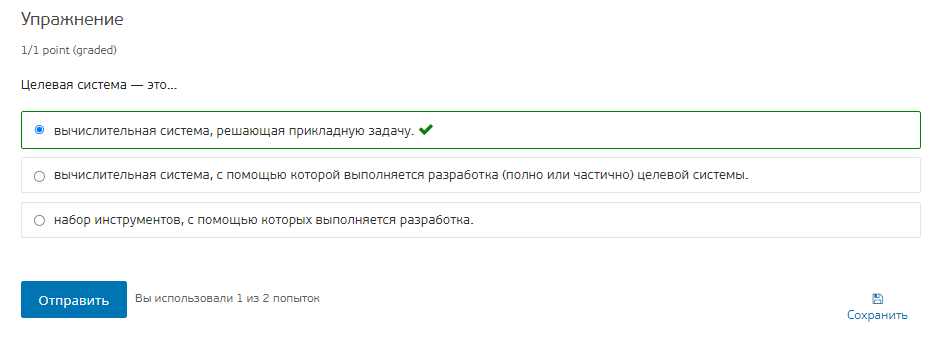 Упражнение
1/1 point (graded)
Целевая система — это...
вычислительная система, решающая прикладную задачу.
вычислительная система, с помощью которой выполняется разработка (полно или частично) целевой системы.
набор инструментов, с помощью которых выполняется разработка.
Отправить
Вы использовали 1 из 2 попыток
Сохранить